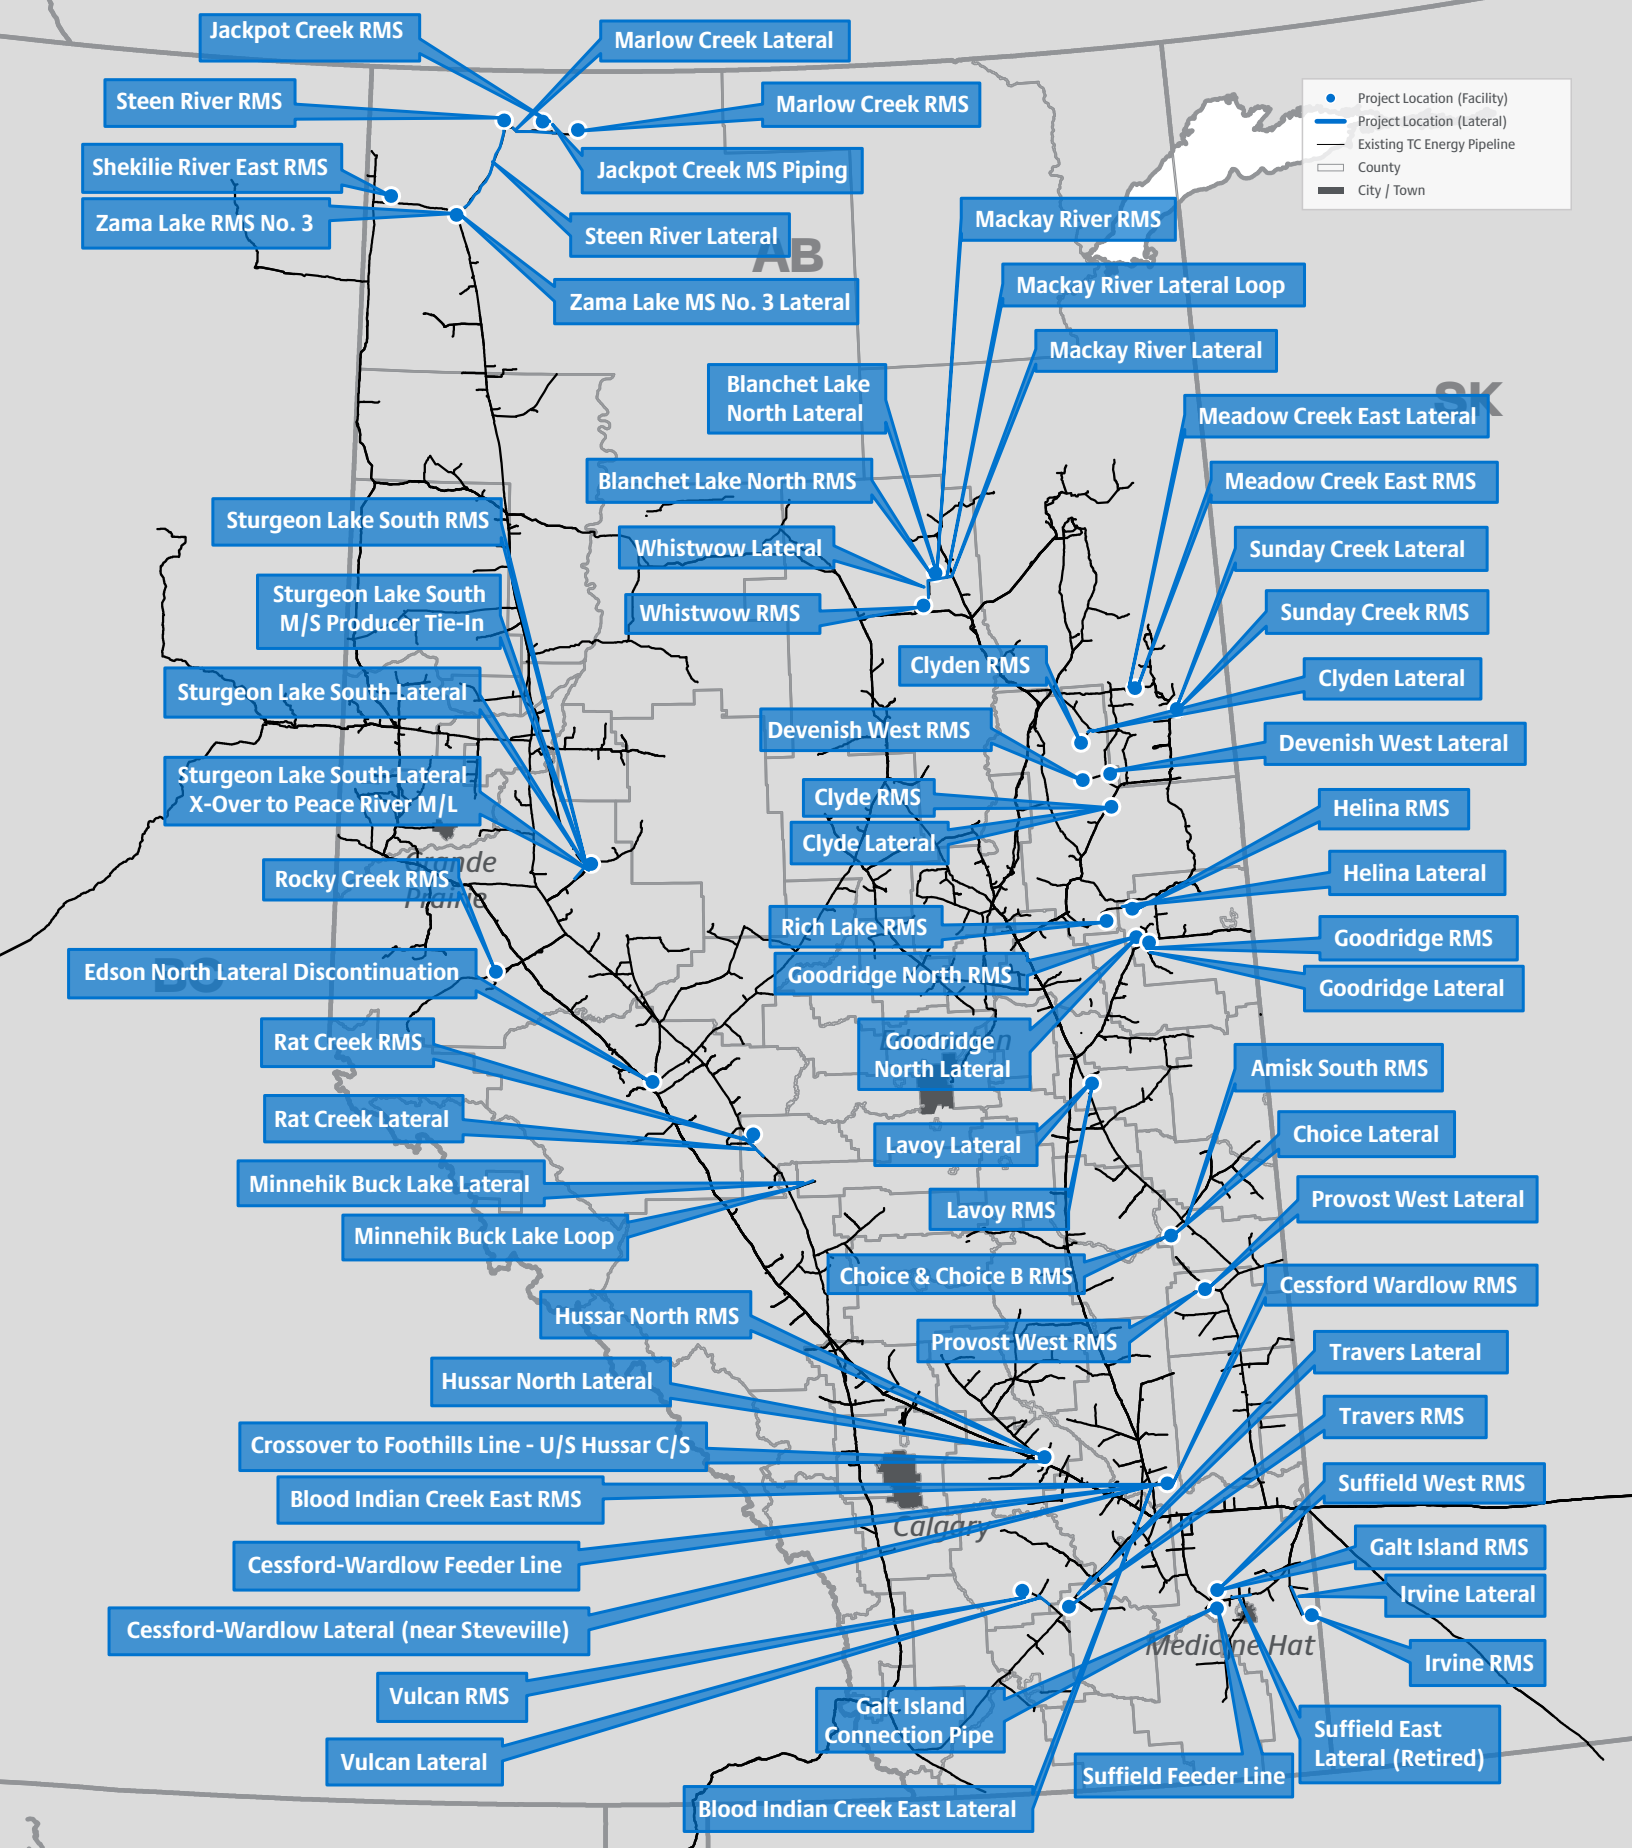 Jackpot Creek RMS
Marlow Creek Lateral
Steen River RMS
Marlow Creek RMS
Project Location (Facility)
Project Location (Lateral)
Existing TC Energy Pipeline
County
City / Town
Shekilie River East RMS
Jackpot Creek MS Piping
Zama Lake RMS No. 3
Steen River Lateral
AB
Mackay River RMS
Zama Lake MS No. 3 Lateral
Mackay River Lateral Loop
Mackay River Lateral
Blanchet Lake
North Lateral
SK
Meadow Creek East Lateral
Blanchet Lake North RMS
Meadow Creek East RMS
Sturgeon Lake South RMS
Whistwow Lateral
Sunday Creek Lateral
Sturgeon Lake South
M/S Producer Tie-In
Whistwow RMS
Sunday Creek RMS
Clyden RMS
Clyden Lateral
Sturgeon Lake South Lateral
Devenish West RMS
Devenish West Lateral
Sturgeon Lake South Lateral
X-Over to Peace River M/L
Clyde RMS
Helina RMS
Clyde Lateral
Grande
Prairie
Rocky Creek RMS
Helina Lateral
Rich Lake RMS
Goodridge RMS
BC
Edson North Lateral Discontinuation
Goodridge North RMS
Goodridge Lateral
Rat Creek RMS
Edmonton
Goodridge
North Lateral
Amisk South RMS
Rat Creek Lateral
Lavoy Lateral
Choice Lateral
Minnehik Buck Lake Lateral
Lavoy RMS
Provost West Lateral
Minnehik Buck Lake Loop
Choice & Choice B RMS
Cessford Wardlow RMS
Hussar North RMS
Provost West RMS
Travers Lateral
Hussar North Lateral
Travers RMS
Crossover to Foothills Line - U/S Hussar C/S
Suffield West RMS
Blood Indian Creek East RMS
Calgary
Galt Island RMS
Cessford-Wardlow Feeder Line
Irvine Lateral
Cessford-Wardlow Lateral (near Steveville)
Medicine Hat
Irvine RMS
Vulcan RMS
Galt Island
Connection Pipe
Suffield East
Lateral (Retired)
Vulcan Lateral
Suffield Feeder Line
Blood Indian Creek East Lateral